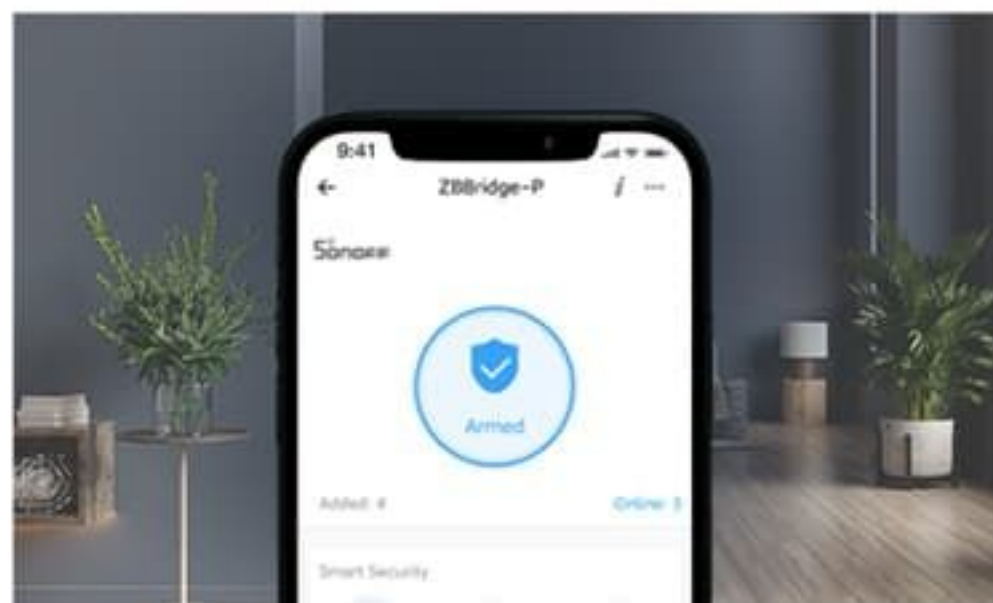 9:41
ZBBridge-P
Sonoff
Armed
Added: 4
Online: 3
Smart Security